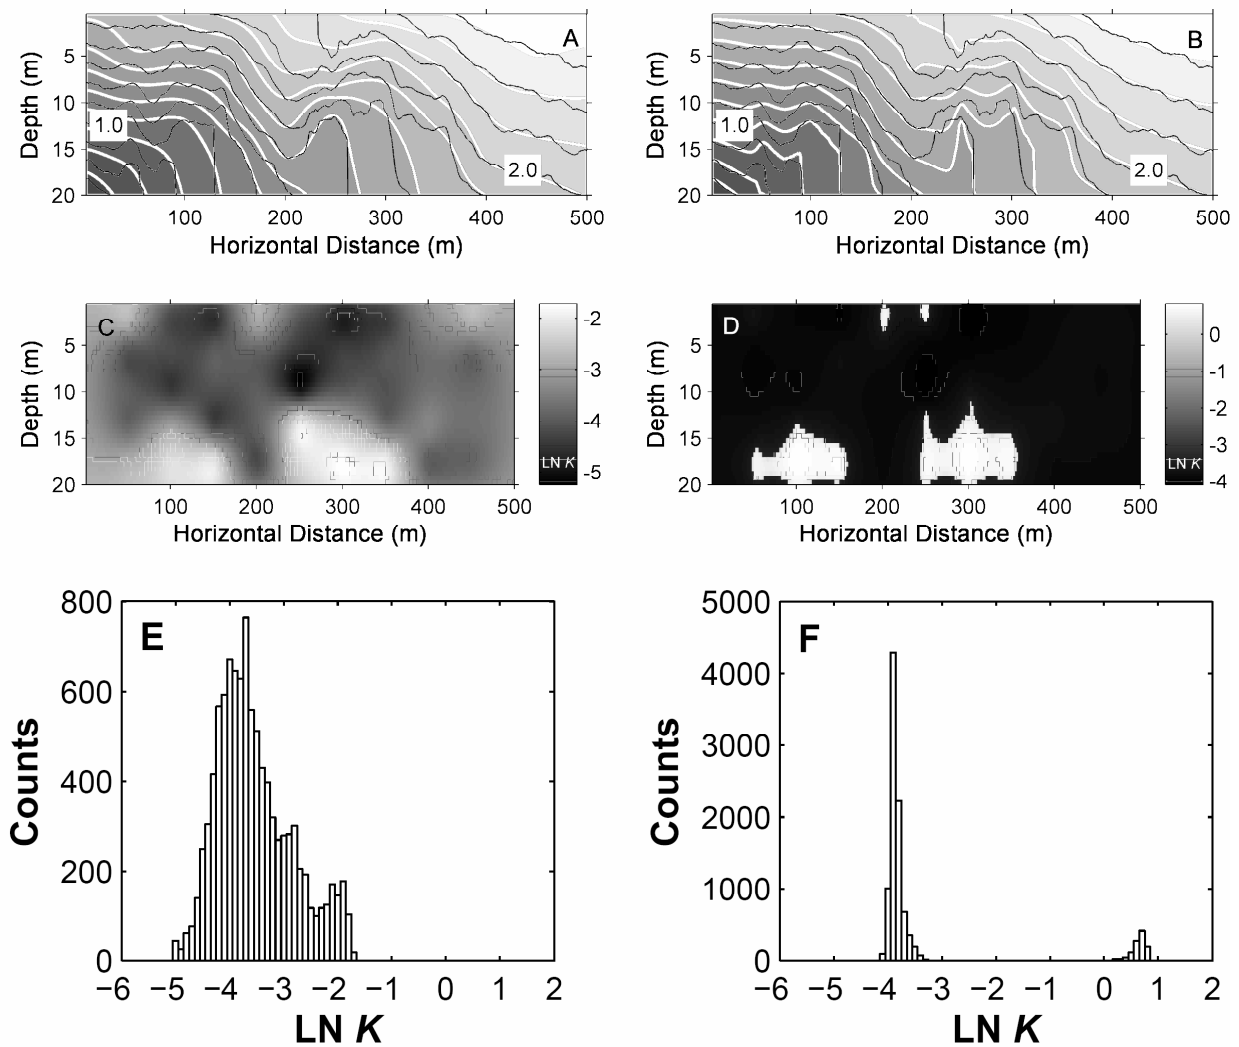 A
B
Depth (m)
5
10
15
20
1.0
2.0
100
200
300
400
500
Horizontal Distance (m)
Depth (m)
5
10
15
20
1.0
2.0
100
200
300
400
500
Horizontal Distance (m)
C
Depth (m)
5
10
15
20
100
200
300
400
500
Horizontal Distance (m)
−2
−3
−4
−5
LN K
D
Depth (m)
5
10
15
20
100
200
300
400
500
Horizontal Distance (m)
0
−1
−2
−3
−4
LN K
E
Counts
800
600
400
200
0
−6 −5 −4 −3 −2 −1 0 1 2
LN K
F
Counts
5000
4000
3000
2000
1000
0
−6 −5 −4 −3 −2 −1 0 1 2
LN K